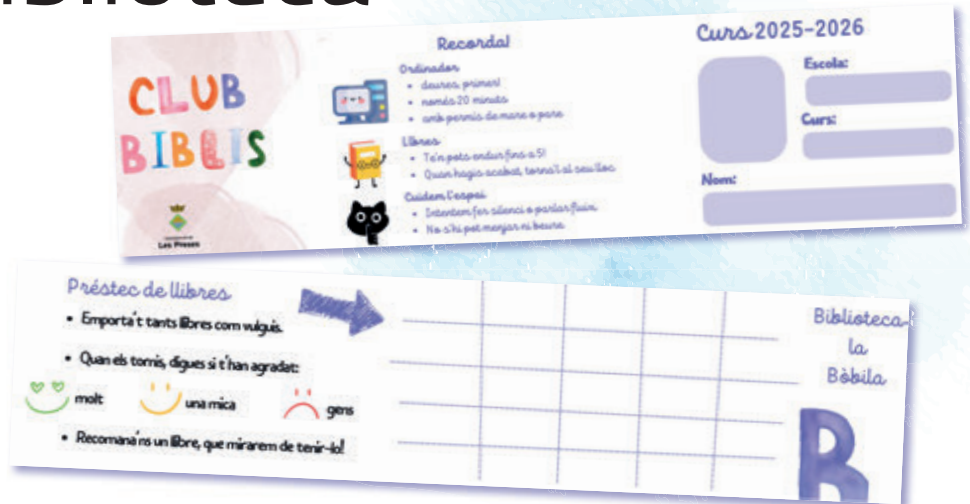 biblioteca
CLUB
BIBLIS
Les Preses
Recorda!
Ordinador
• deures, primer!
• només 20 minuts
• amb permís de mare o pare
Llibres
• Te'n pots endur fins a 5!
• Quan hagis acabat, torna'l al seu lloc.
Cuidem l'espai
• Intentem fer silenci o parlar fluix.
• No s'hi pot menjar ni beure
Curs 2025-2026
Escola:
Curs:
Nom:
Préstec de llibres
• Emporta't tants llibres com vulguis.
• Quan els tornis, digues si t'han agradat:
molt
una mica
gens
• Recomana'ns un llibre, que mirarem de tenir-lo!
Biblioteca
la
Bòbila
B